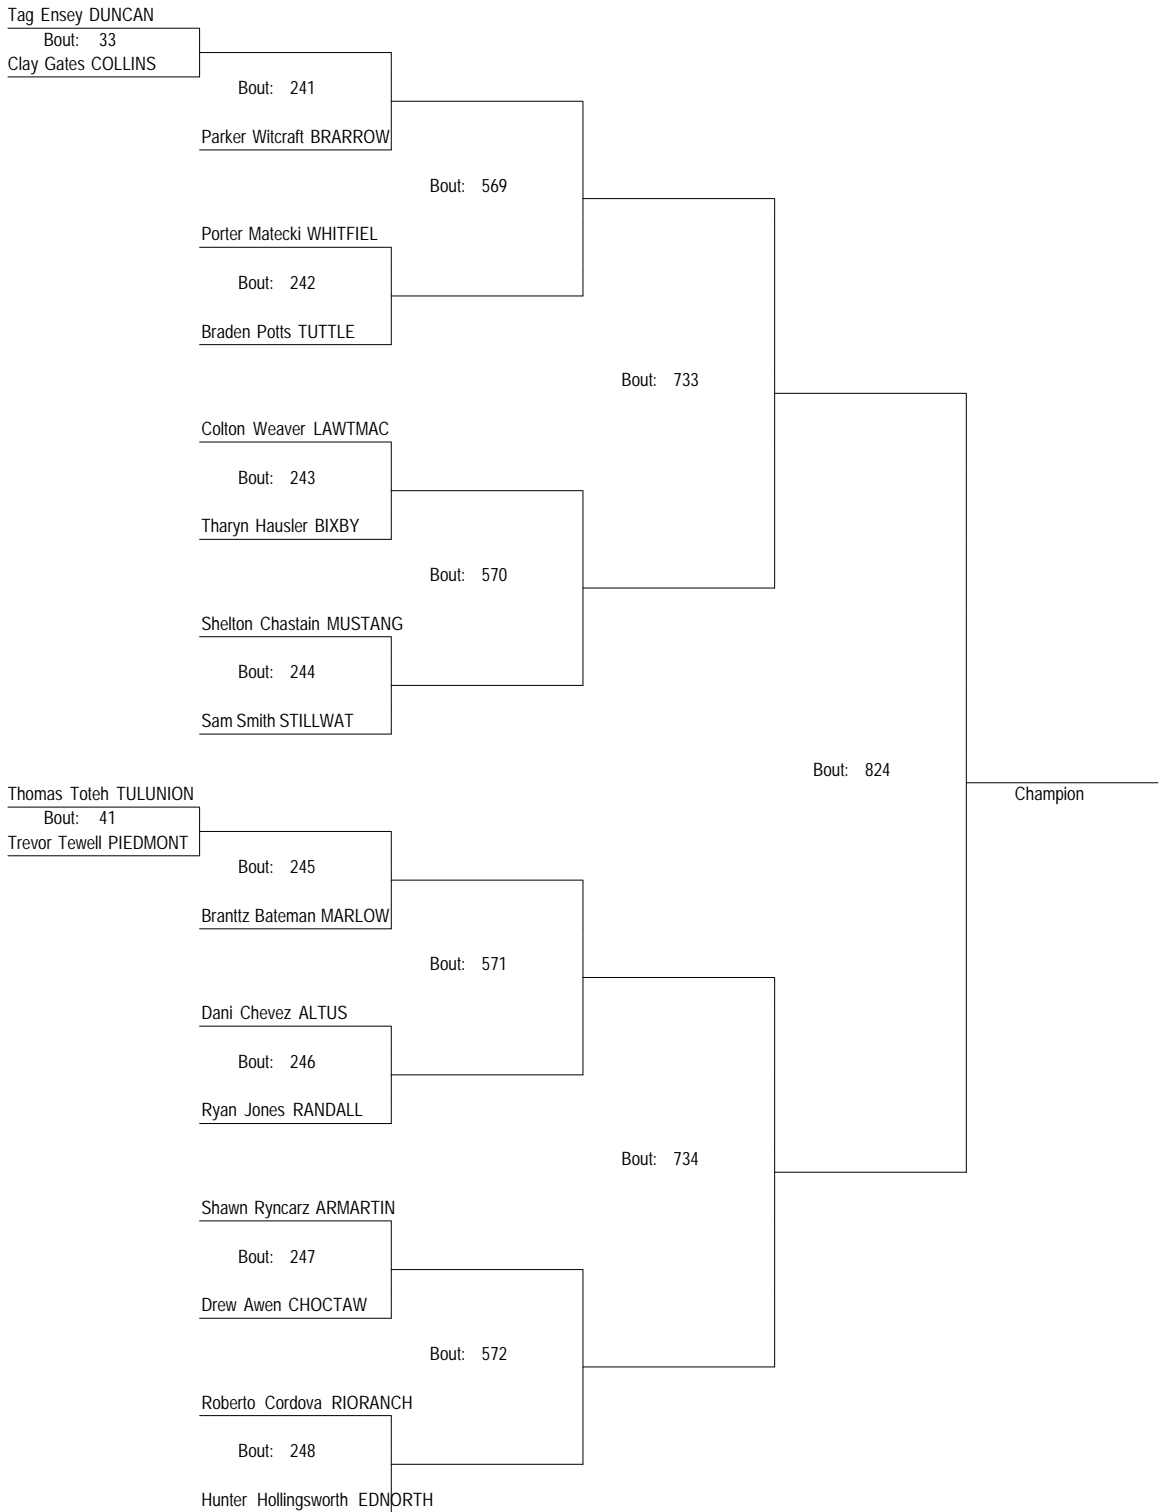 Tag Ensey DUNCAN
Bout: 33
Clay Gates COLLINS
Bout: 241
Parker Witcraft BRARROW
Bout: 569
Porter Matecki WHITFIEL
Bout: 242
Braden Potts TUTTLE
Bout: 733
Colton Weaver LAWTMAC
Bout: 243
Tharyn Hausler BIXBY
Bout: 570
Shelton Chastain MUSTANG
Bout: 244
Sam Smith STILLWAT
Bout: 824
Champion
Thomas Toteh TULUNION
Bout: 41
Trevor Tewell PIEDMONT
Bout: 245
Branttz Bateman MARLOW
Bout: 571
Dani Chevez ALTUS
Bout: 246
Ryan Jones RANDALL
Bout: 734
Shawn Ryncarz ARMARTIN
Bout: 247
Drew Awen CHOCTAW
Bout: 572
Roberto Cordova RIORANCH
Bout: 248
Hunter Hollingsworth EDNORTH